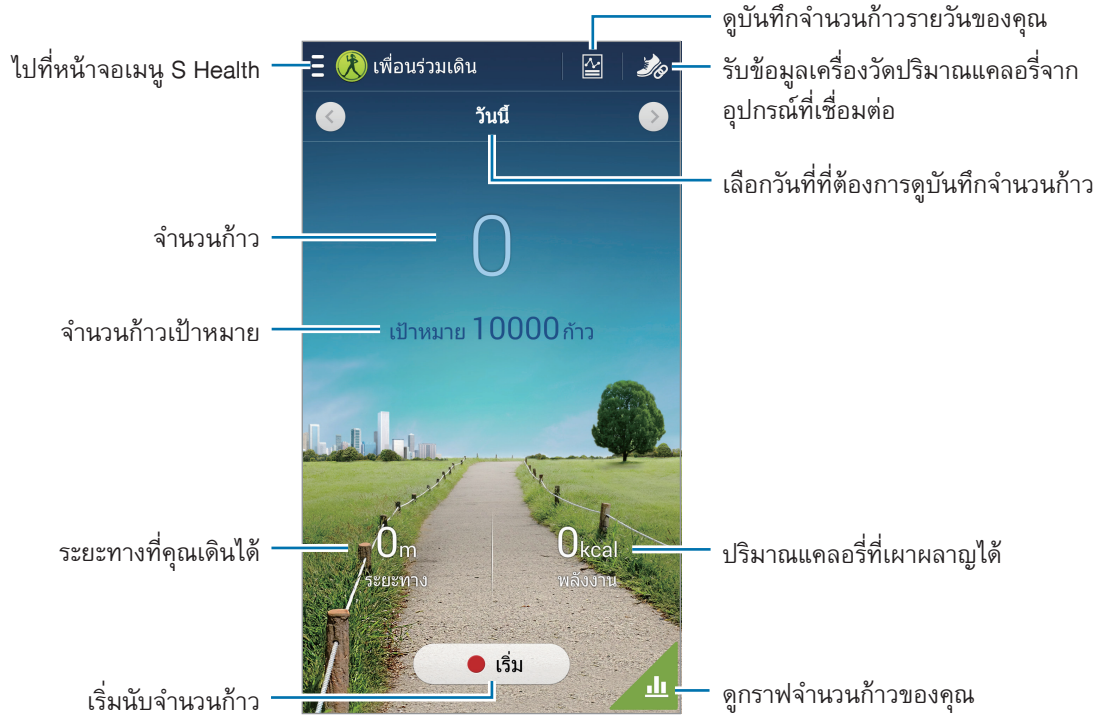 ดูบันทึกจำนวนก้าวรายวันของคุณ
ไปที่หน้าจอเมนู S Health
เพื่อนร่วมเดิน
รับข้อมูลเครื่องวัดปริมาณแคลอรี่จาก
อุปกรณ์ที่เชื่อมต่อ
วันนี้
เลือกวันที่ที่ต้องการดูบันทึกจำนวนก้าว
จำนวนก้าว
0
จำนวนก้าวเป้าหมาย
เป้าหมาย 10000 ก้าว
ระยะทางที่คุณเดินได้
0m
0kcal
ปริมาณแคลอรี่ที่เผาผลาญได้
ระยะทาง
พลังงาน
เริ่ม
เริ่มนับจำนวนก้าว
ดูกราฟจำนวนก้าวของคุณ